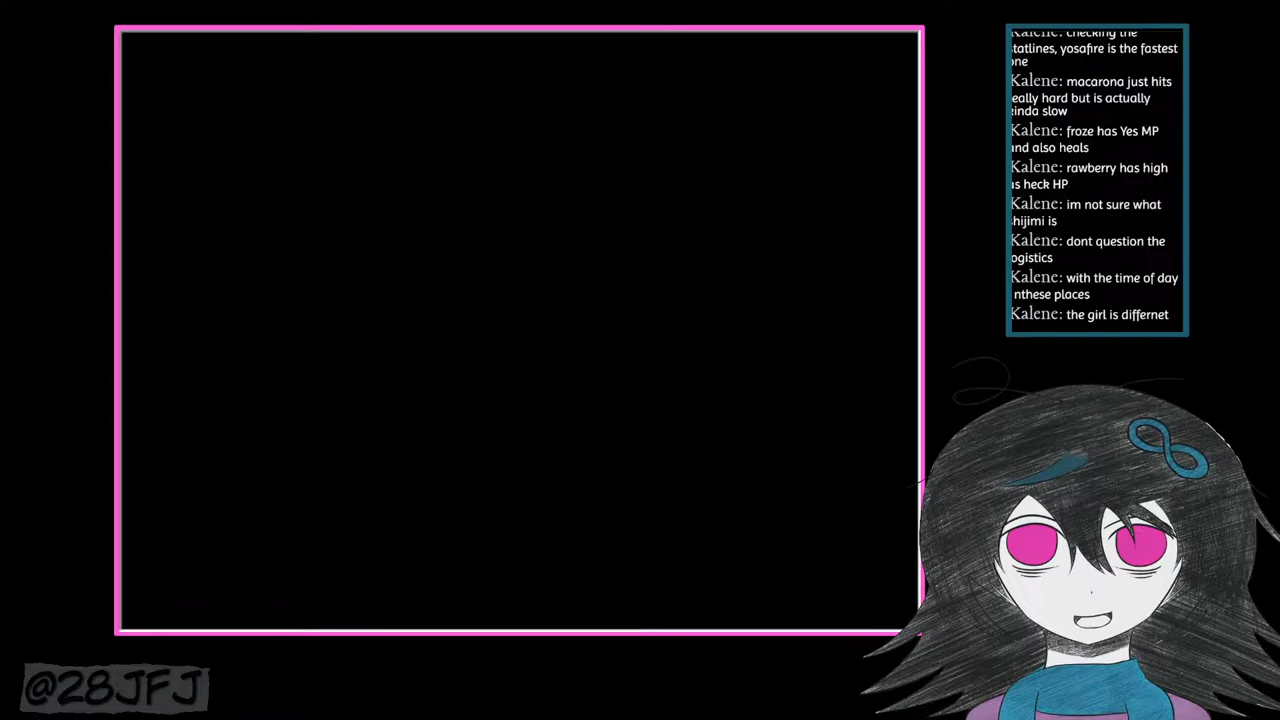 Kalene: checking the
statlines, yosafire is the fastest
one
Kalene: macarona just hits
eally hard but is actually
kinda slow
Kalene: froze has Yes MP
and also heals
Kalene: rawberry has high
as heck HP
Kalene: im not sure what
shijimi is
Kalene: dont question the
ogistics
Kalene: with the time of day
nthese places
Kalene: the girl is differnet
@28JFJ